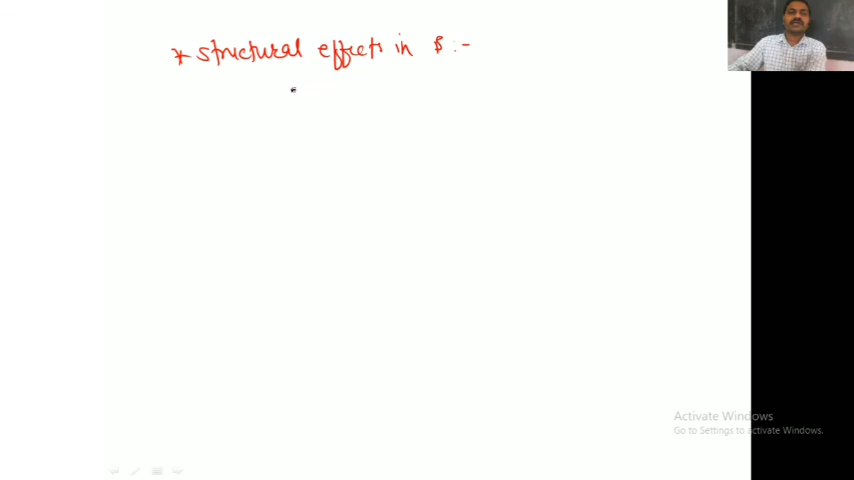 * structural effects in $ :-
Activate Windows
Go to Settings to activate Windows.